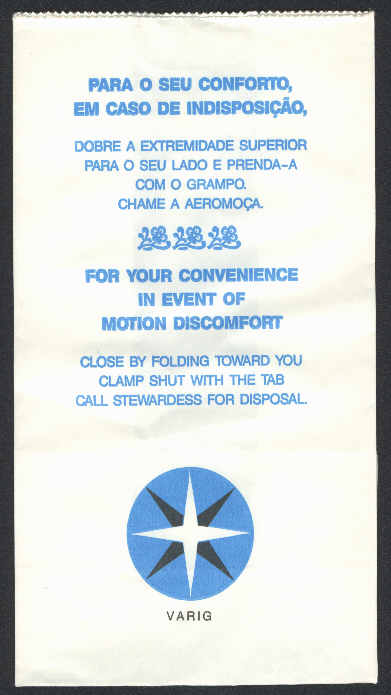 PARA O SEU CONFORTO,
EM CASO DE INDISPOSIÇÃO,
DOBRE A EXTREMIDADE SUPERIOR
PARA O SEU LADO E PRENDA-A
COM O GRAMPO.
CHAME A AEROMOÇA.
FOR YOUR CONVENIENCE
IN EVENT OF
MOTION DISCOMFORT
CLOSE BY FOLDING TOWARD YOU
CLAMP SHUT WITH THE TAB
CALL STEWARDESS FOR DISPOSAL.
VARIG